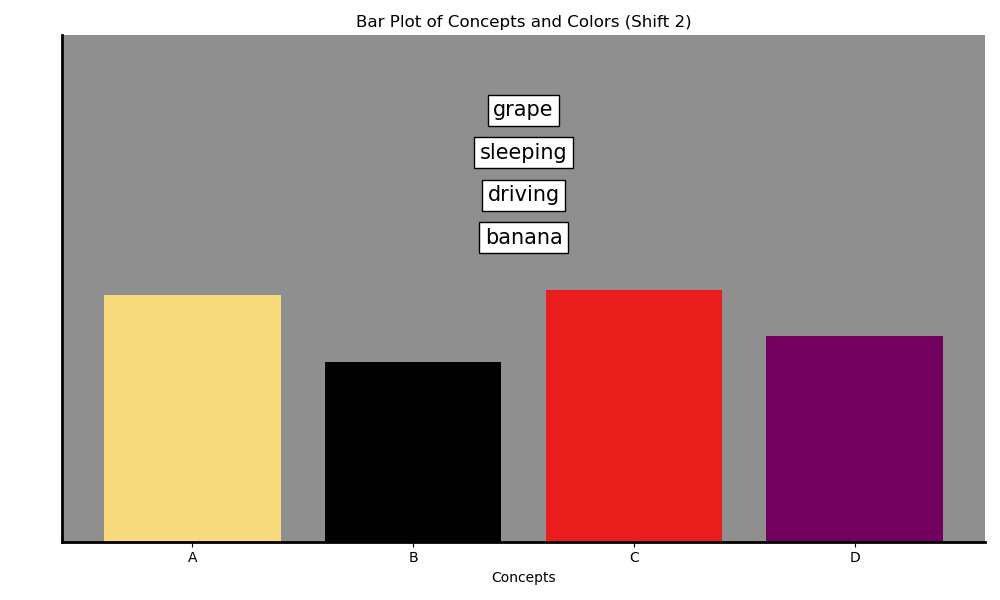 Bar Plot of Concepts and Colors (Shift 2)
grape
sleeping
driving
banana
A B C D
Concepts